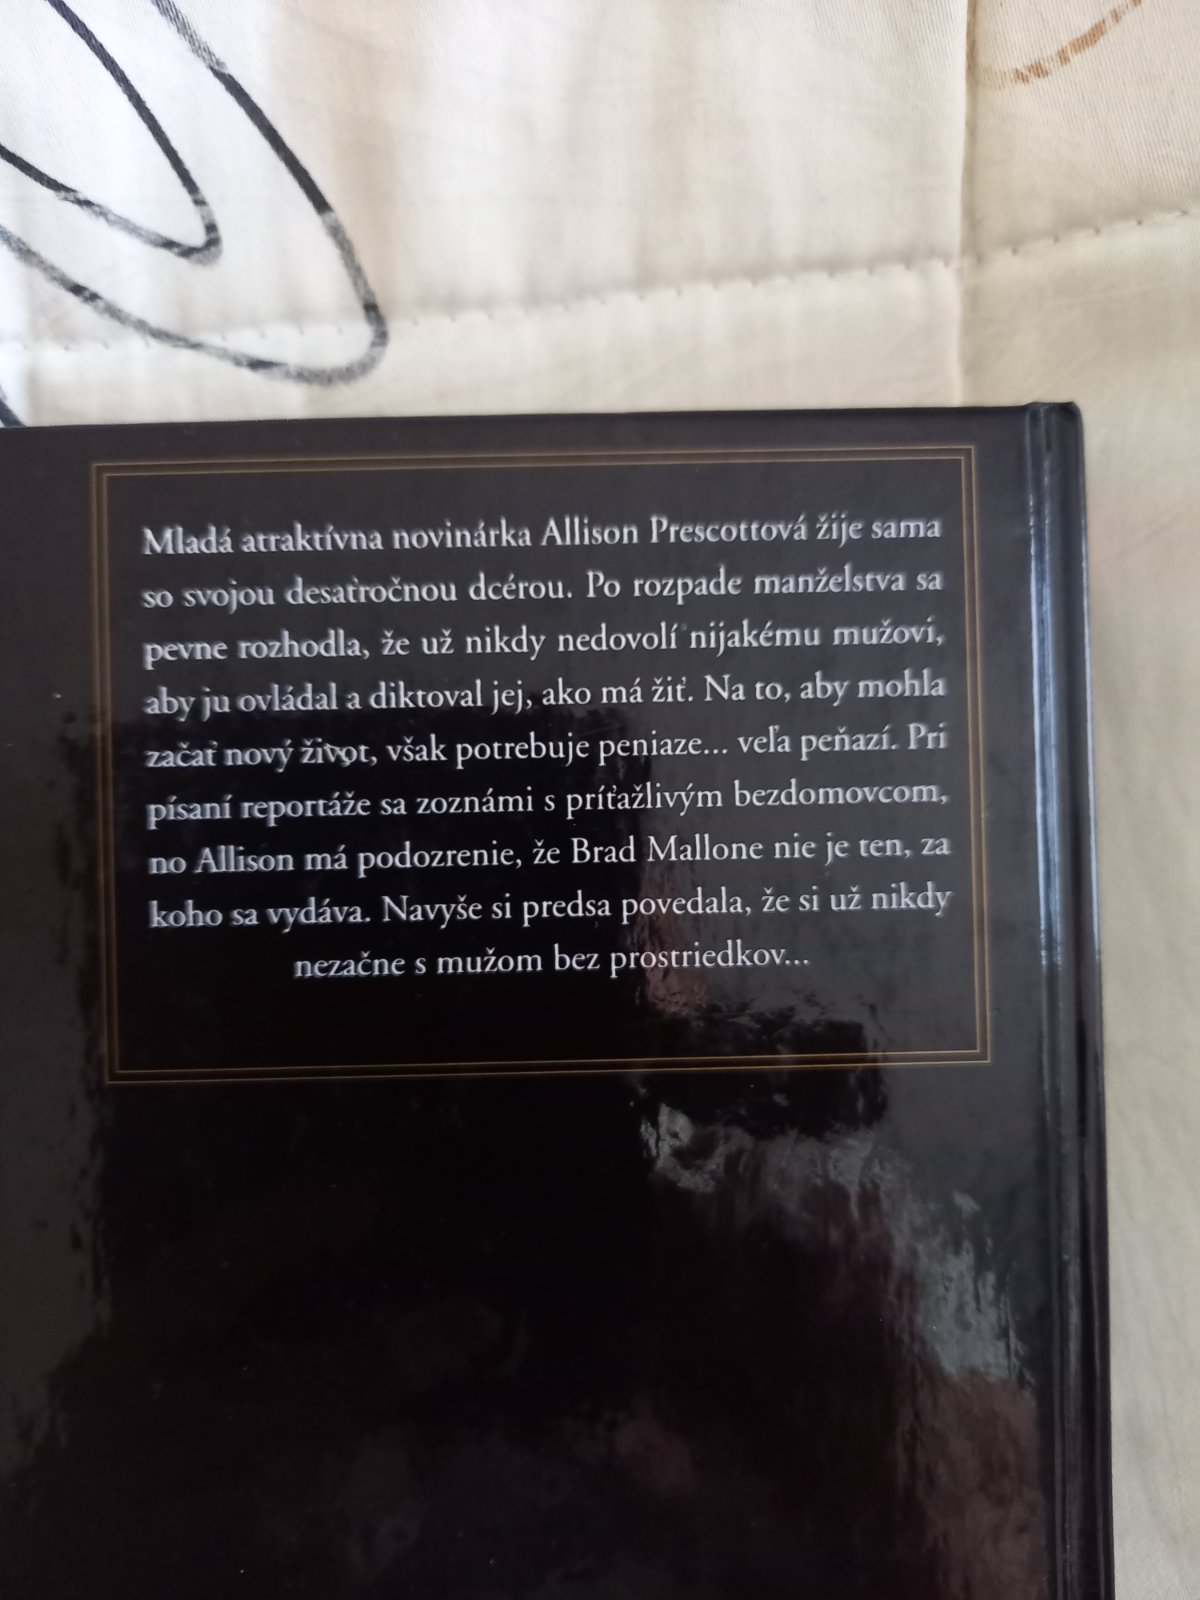 Mladá atraktívna novinárka Allison Prescottová žije sama
so svojou desaťročnou dcérou. Po rozpade manželstva sa
pevne rozhodla, že už nikdy nedovolí nijakému mužovi,
aby ju ovládal a diktoval jej, ako má žiť. Na to, aby mohla
začať nový život, však potrebuje peniaze... veľa peňazí. Pri
písaní reportáže sa zoznámi s príťažlivým bezdomovcom,
no Allison má podozrenie, že Brad Mallone nie je ten, za
koho sa vydáva. Navyše si predsa povedala, že si už nikdy
nezačne s mužom bez prostriedkov...